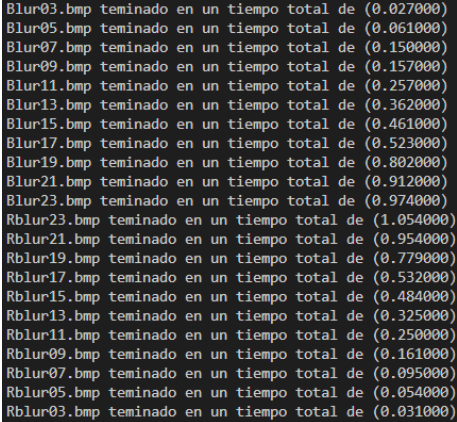 Blur03.bmp teminado en un tiempo total de (0.027000)
Blur05.bmp teminado en un tiempo total de (0.061000)
Blur07.bmp teminado en un tiempo total de (0.150000)
Blur09.bmp teminado en un tiempo total de (0.157000)
Blur11.bmp teminado en un tiempo total de (0.257000)
Blur13.bmp teminado en un tiempo total de (0.362000)
Blur15.bmp teminado en un tiempo total de (0.461000)
Blur17.bmp teminado en un tiempo total de (0.523000)
Blur19.bmp teminado en un tiempo total de (0.802000)
Blur21.bmp teminado en un tiempo total de (0.912000)
Blur23.bmp teminado en un tiempo total de (0.974000)
Rblur23.bmp teminado en un tiempo total de (1.054000)
Rblur21.bmp teminado en un tiempo total de (0.954000)
Rblur19.bmp teminado en un tiempo total de (0.779000)
Rblur17.bmp teminado en un tiempo total de (0.532000)
Rblur15.bmp teminado en un tiempo total de (0.484000)
Rblur13.bmp teminado en un tiempo total de (0.325000)
Rblur11.bmp teminado en un tiempo total de (0.250000)
Rblur09.bmp teminado en un tiempo total de (0.161000)
Rblur07.bmp teminado en un tiempo total de (0.095000)
Rblur05.bmp teminado en un tiempo total de (0.054000)
Rblur03.bmp teminado en un tiempo total de (0.031000)